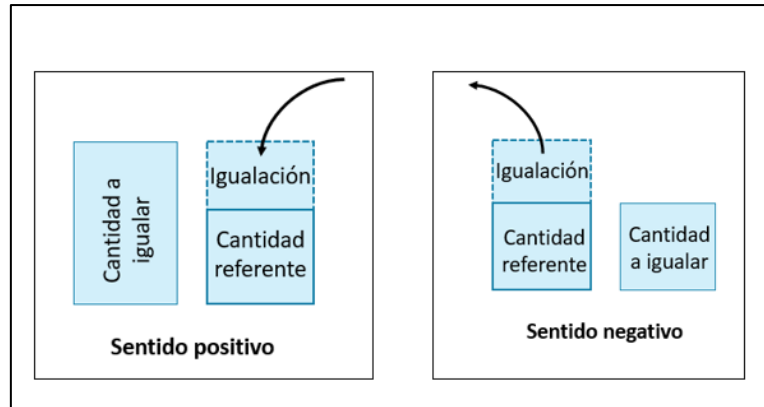 Cantidad a
igualar
Igualación
Cantidad
referente
Sentido positivo
Igualación
Cantidad
referente
Cantidad
a igualar
Sentido negativo